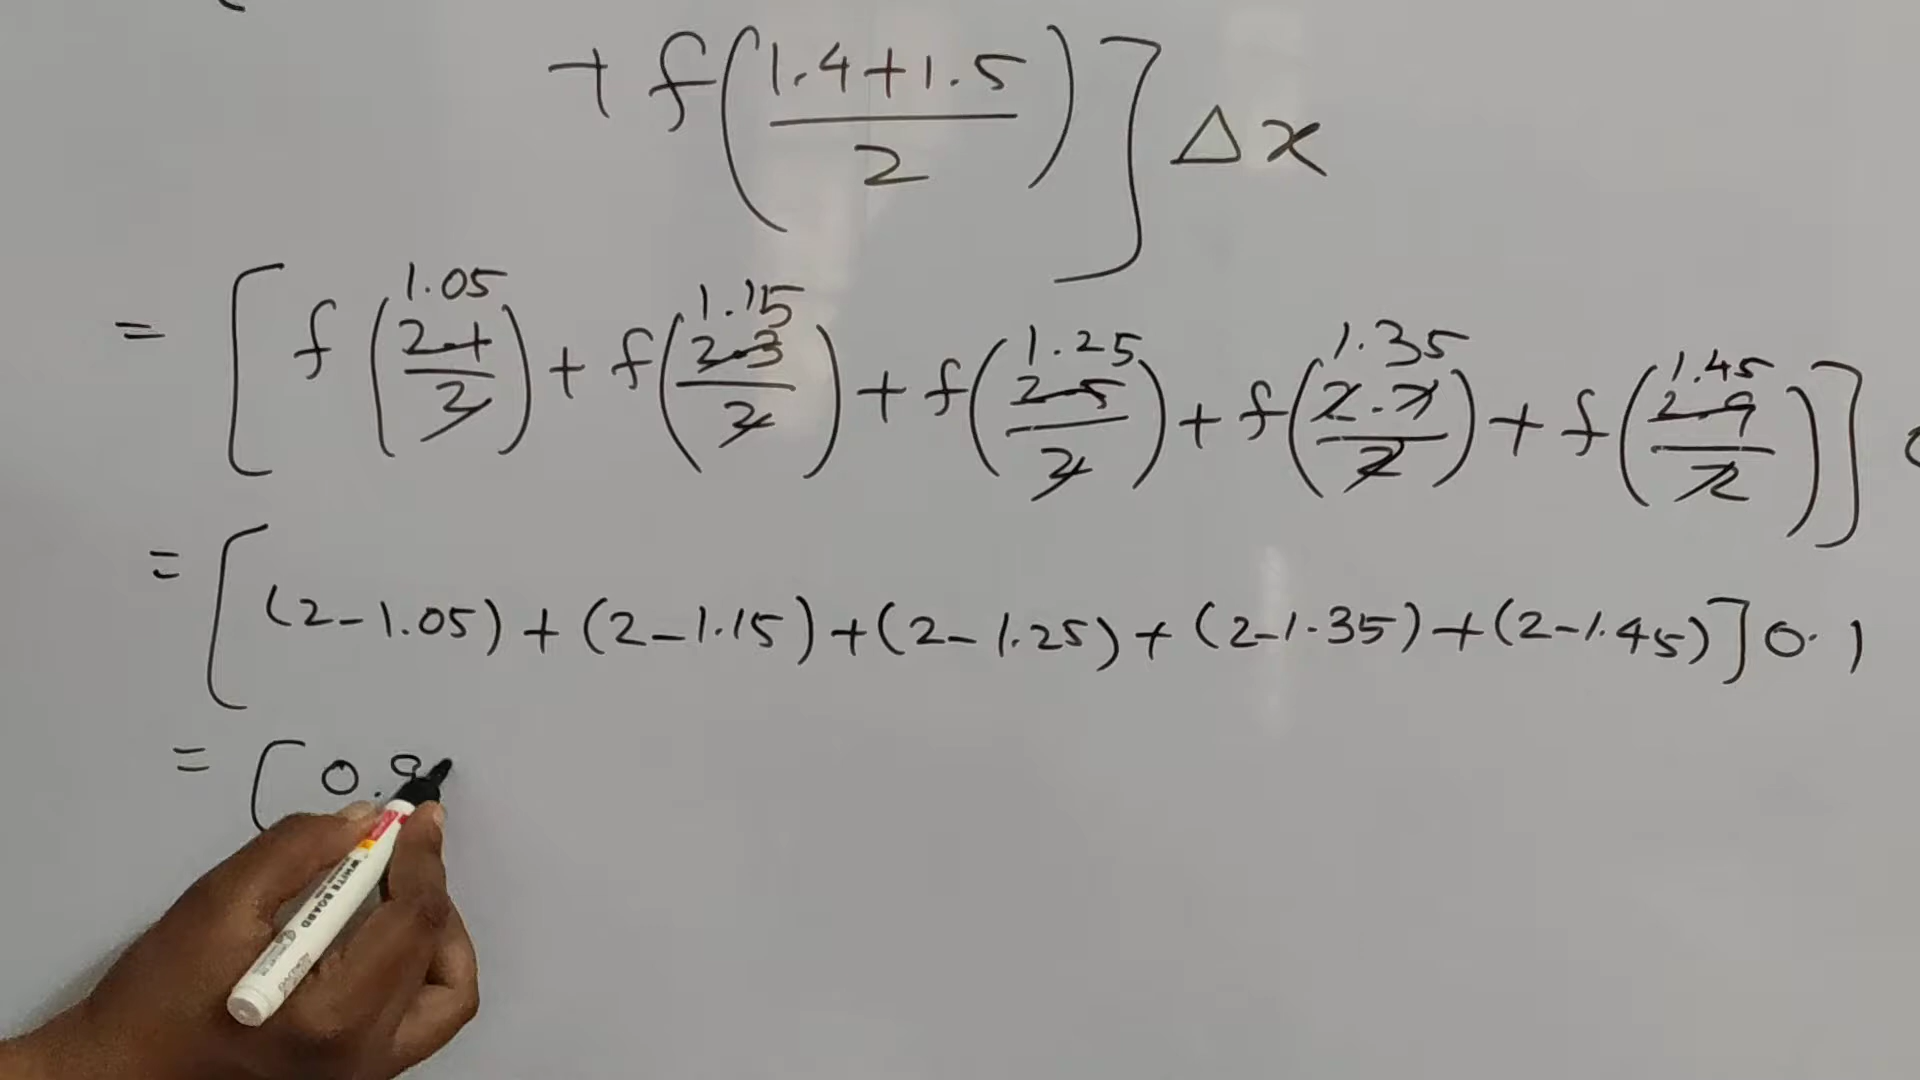 + f(1.4+1.5/2)] Δx
= [f(1.05 2.1/2) + f(1.15 2.3/2) + f(1.25 2.5/2) + f(1.35 2.7/2) + f(1.45 2.9/2)]
= [(2-1.05) + (2-1.15) + (2-1.25) + (2-1.35) + (2-1.45)] 0.1
= [0.9
WHITE BOARD